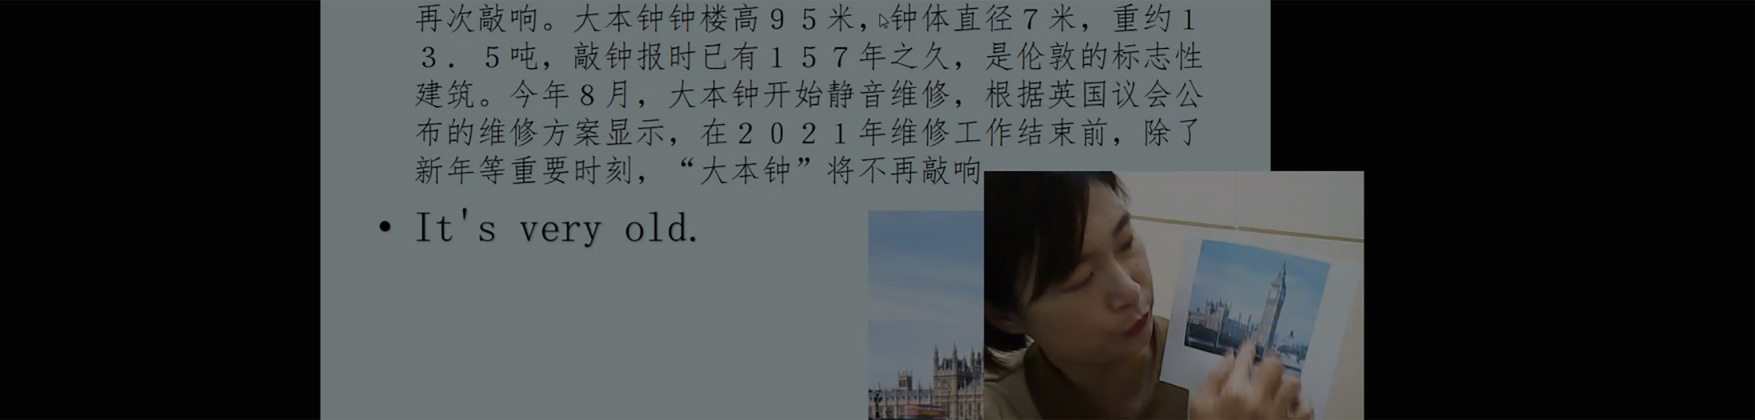 再次敲响。大本钟钟楼高95米，钟体直径7米，重约1
3．5吨，敲钟报时已有157年之久，是伦敦的标志性
建筑。今年8月，大本钟开始静音维修，根据英国议会公
布的维修方案显示，在2021年维修工作结束前，除了
新年等重要时刻，“大本钟”将不再敲响
• It's very old.